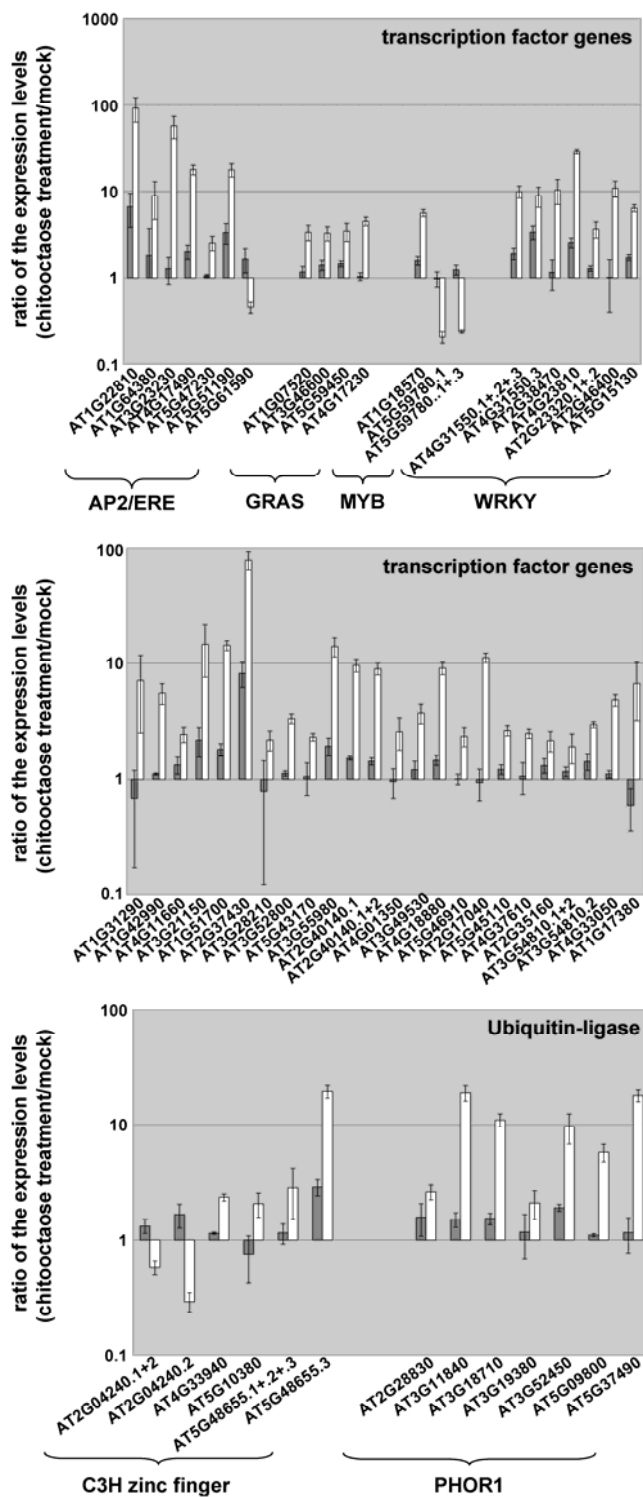 transcription factor genes
ratio of the expression levels
(chitooctaose treatment/mock)
1000
100
10
1
0.1
AT1G22810
AT1G64380
AT3G23230
AT4G17490
AT5G47230
AT5G51190
AT5G61590
AT1G07520
AT3G46600
AT5G59450
AT4G17230
AT1G18570
AT5G59780.1
AT5G59780..1+.3
AT4G31550.1+.2+.3
AT4G31550.3
AT2G38470
AT4G23810
AT2G23320.1+.2
AT2G46400
AT5G15130
AP2/ERE
GRAS
MYB
WRKY
transcription factor genes
ratio of the expression levels
(chitooctaose treatment/mock)
100
10
1
0.1
AT1G31290
AT1G42990
AT4G11660
AT3G21150
AT1G51700
AT2G37430
AT3G28210
AT3G52800
AT5G43170
AT3G55980
AT2G40140.1
AT2G40140.1+2
AT4G01350
AT3G49530
AT4G18880
AT5G46910
AT2G17040
AT5G45110
AT4G37610
AT2G35160
AT3G54810.1+2
AT3G54810.2
AT4G33050
AT1G17380
Ubiquitin-ligase
ratio of the expression levels
(chitooctaose treatment/mock)
100
10
1
0.1
AT2G04240.1+2
AT2G04240.2
AT4G33940
AT5G10380
AT5G48655.1+.2+.3
AT5G48655.3
AT2G28830
AT3G11840
AT3G18710
AT3G19380
AT3G52450
AT5G09800
AT5G37490
C3H zinc finger
PHOR1